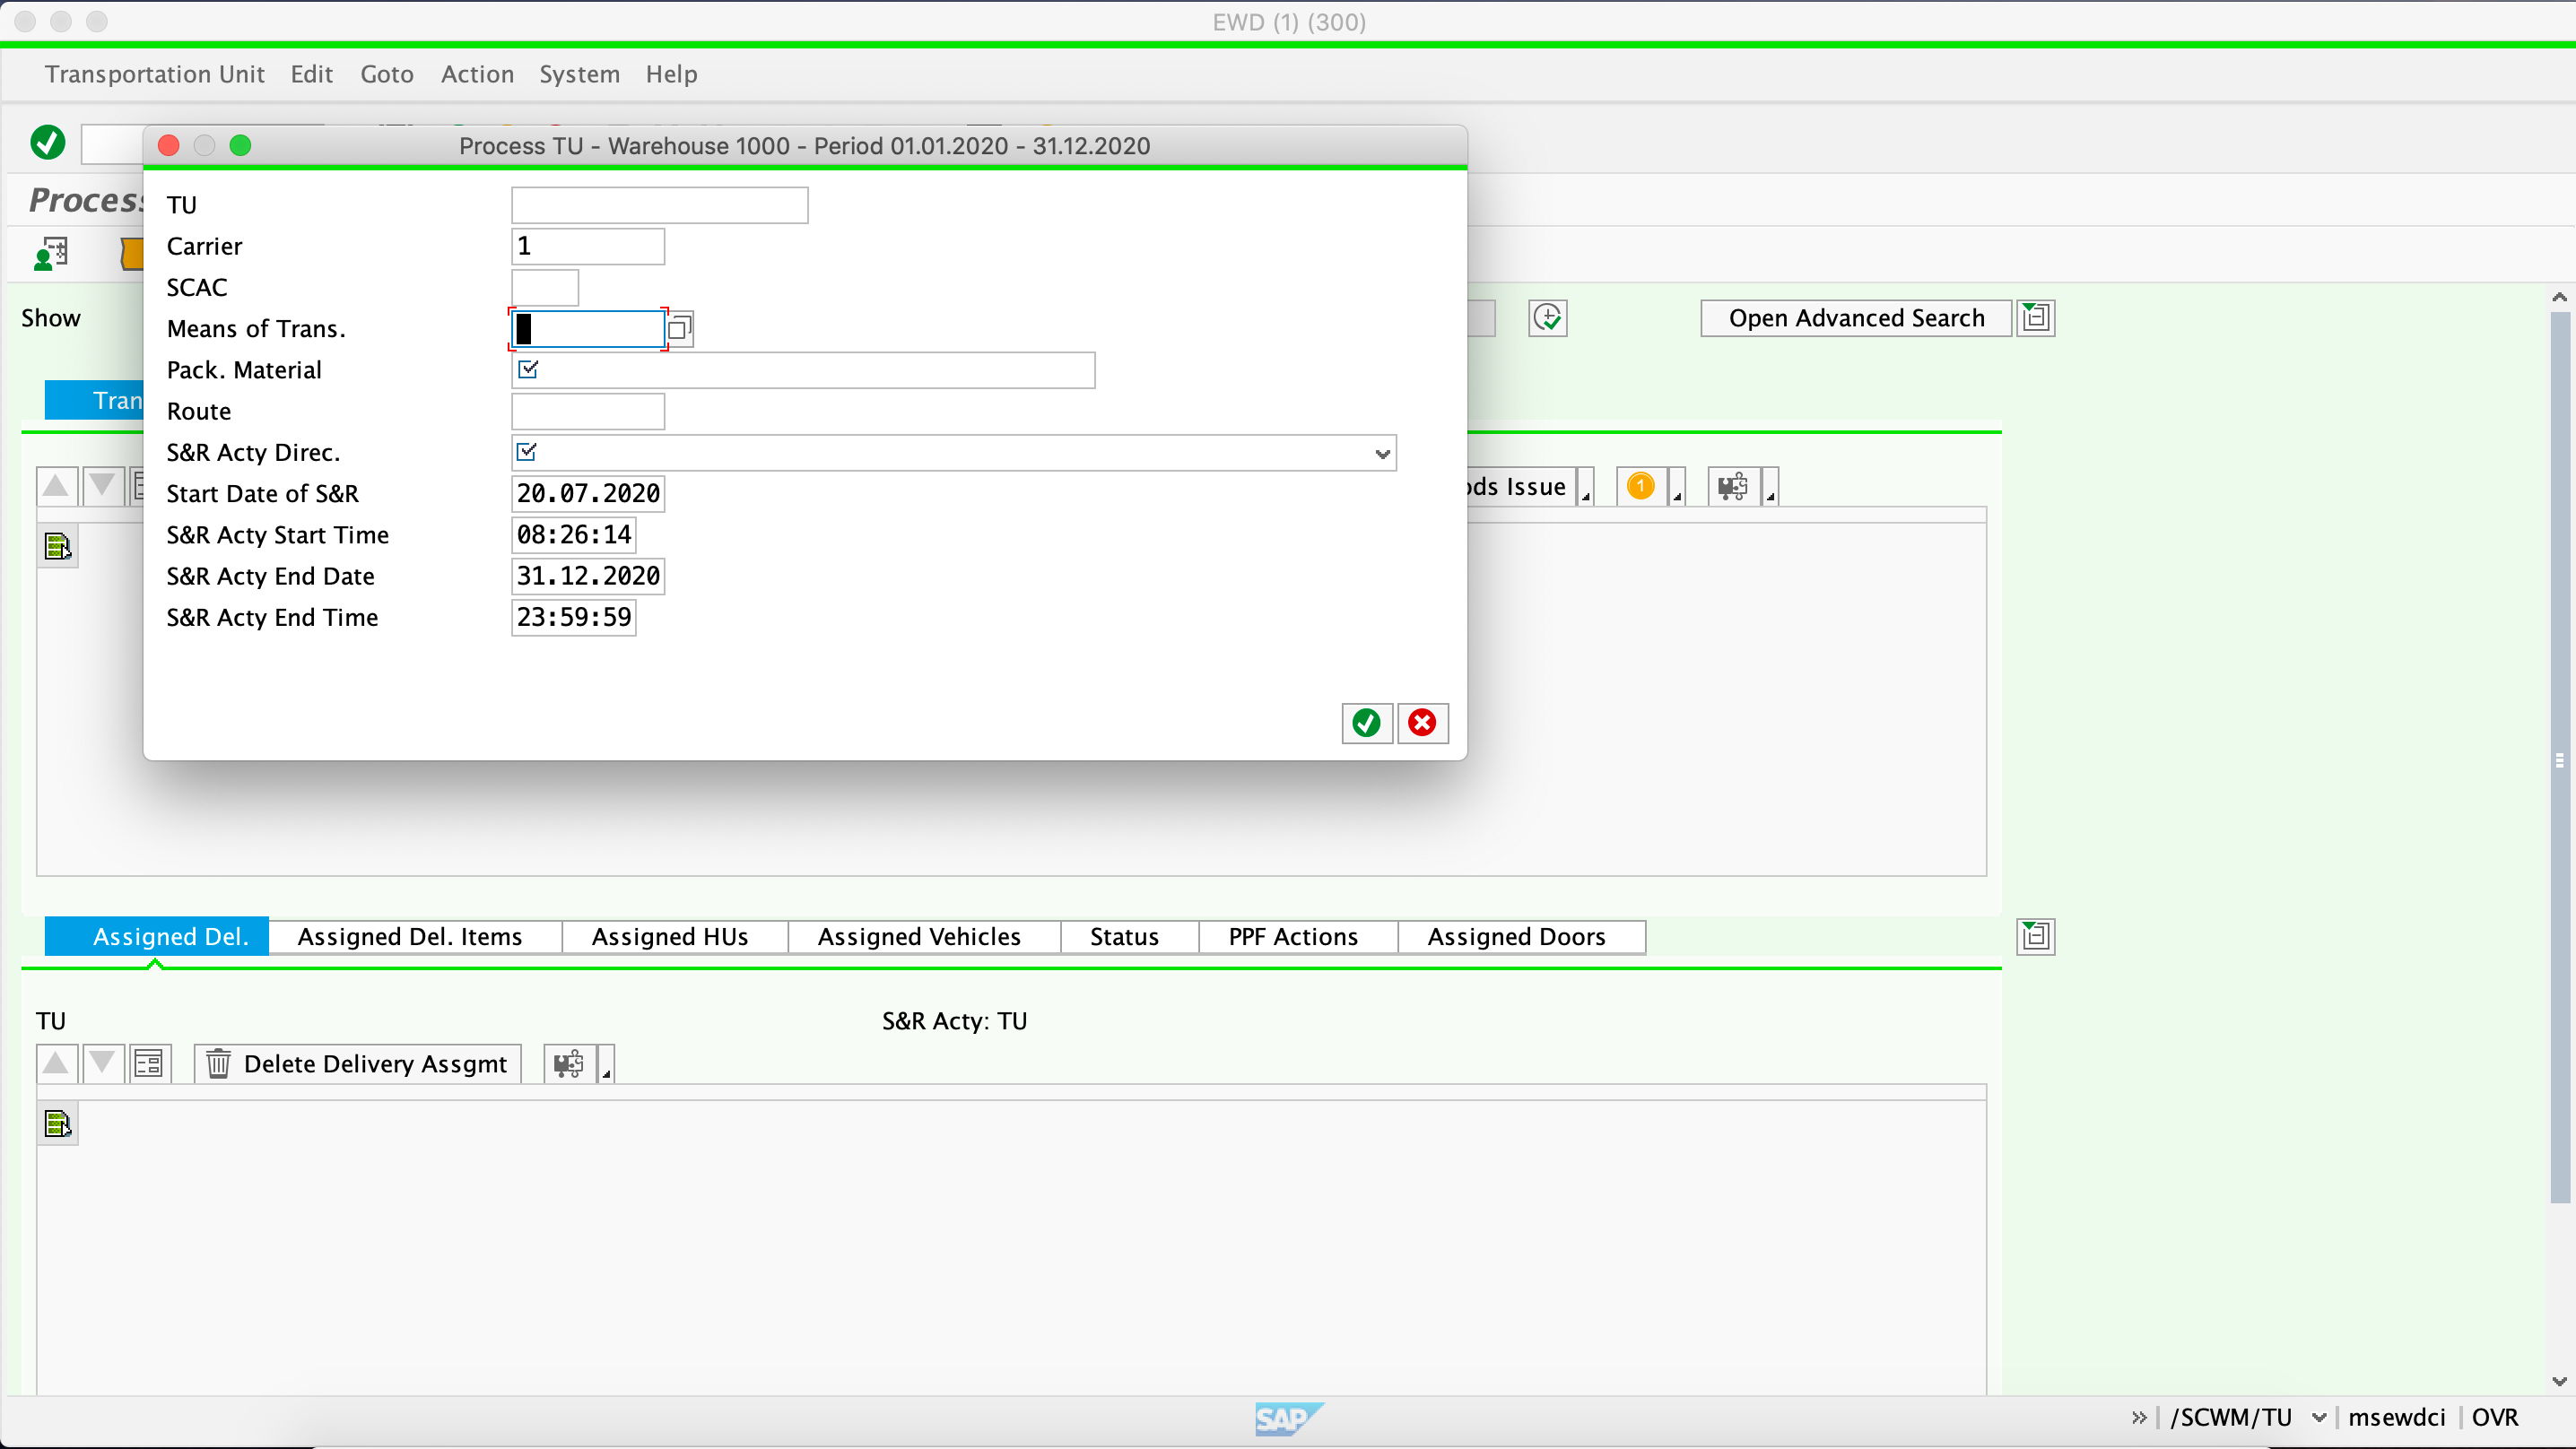 EWD (1) (300)
Transportation Unit Edit Goto Action System Help
Process TU - Warehouse 1000 - Period 01.01.2020 - 31.12.2020
TU
Carrier 1
SCAC
Means of Trans.
Pack. Material
Route
S&R Acty Direc.
Start Date of S&R 20.07.2020
S&R Acty Start Time 08:26:14
S&R Acty End Date 31.12.2020
S&R Acty End Time 23:59:59
Show
Open Advanced Search
Issue
1
Assigned Del. Assigned Del. Items Assigned HUs Assigned Vehicles Status PPF Actions Assigned Doors
TU S&R Acty: TU
Delete Delivery Assgmt
SAP
/SCWM/TU msewdci OVR